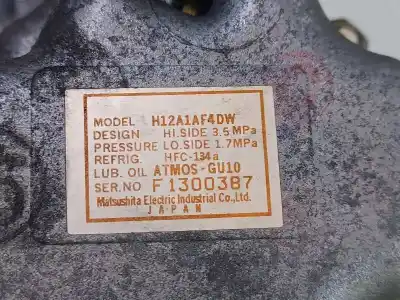 MODEL H12A1AF4DW
DESIGN HI.SIDE 3.5 MPa
PRESSURE LO.SIDE 1.7MPa
REFRIG. HFC-134a
LUB. OIL ATMOS-GU10
SER.NO F1300387
Matsushita Electric Industrial Co.,Ltd.
JAPAN